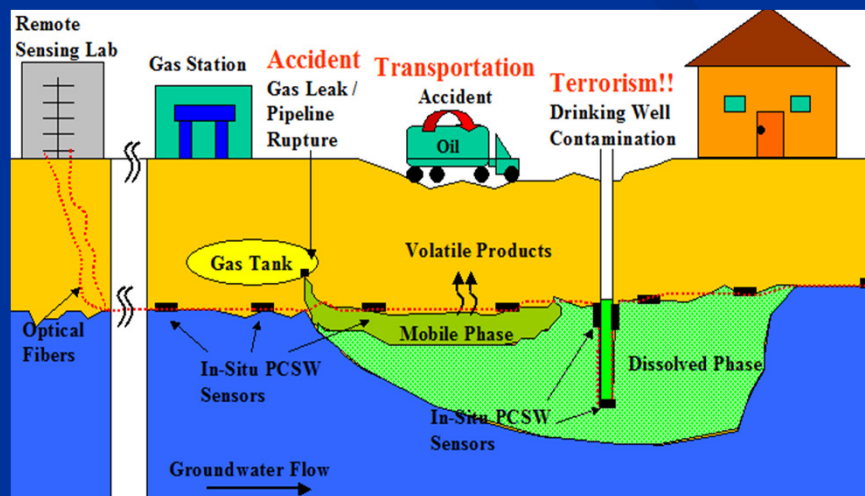 Remote
Sensing Lab
Gas Station
Accident
Gas Leak /
Pipeline
Rupture
Transportation
Accident
Oil
Terrorism!!
Drinking Well
Contamination
Gas Tank
Volatile Products
Optical
Fibers
In-Situ PCSW
Sensors
Mobile Phase
Dissolved Phase
In-Situ PCSW
Sensors
Groundwater Flow